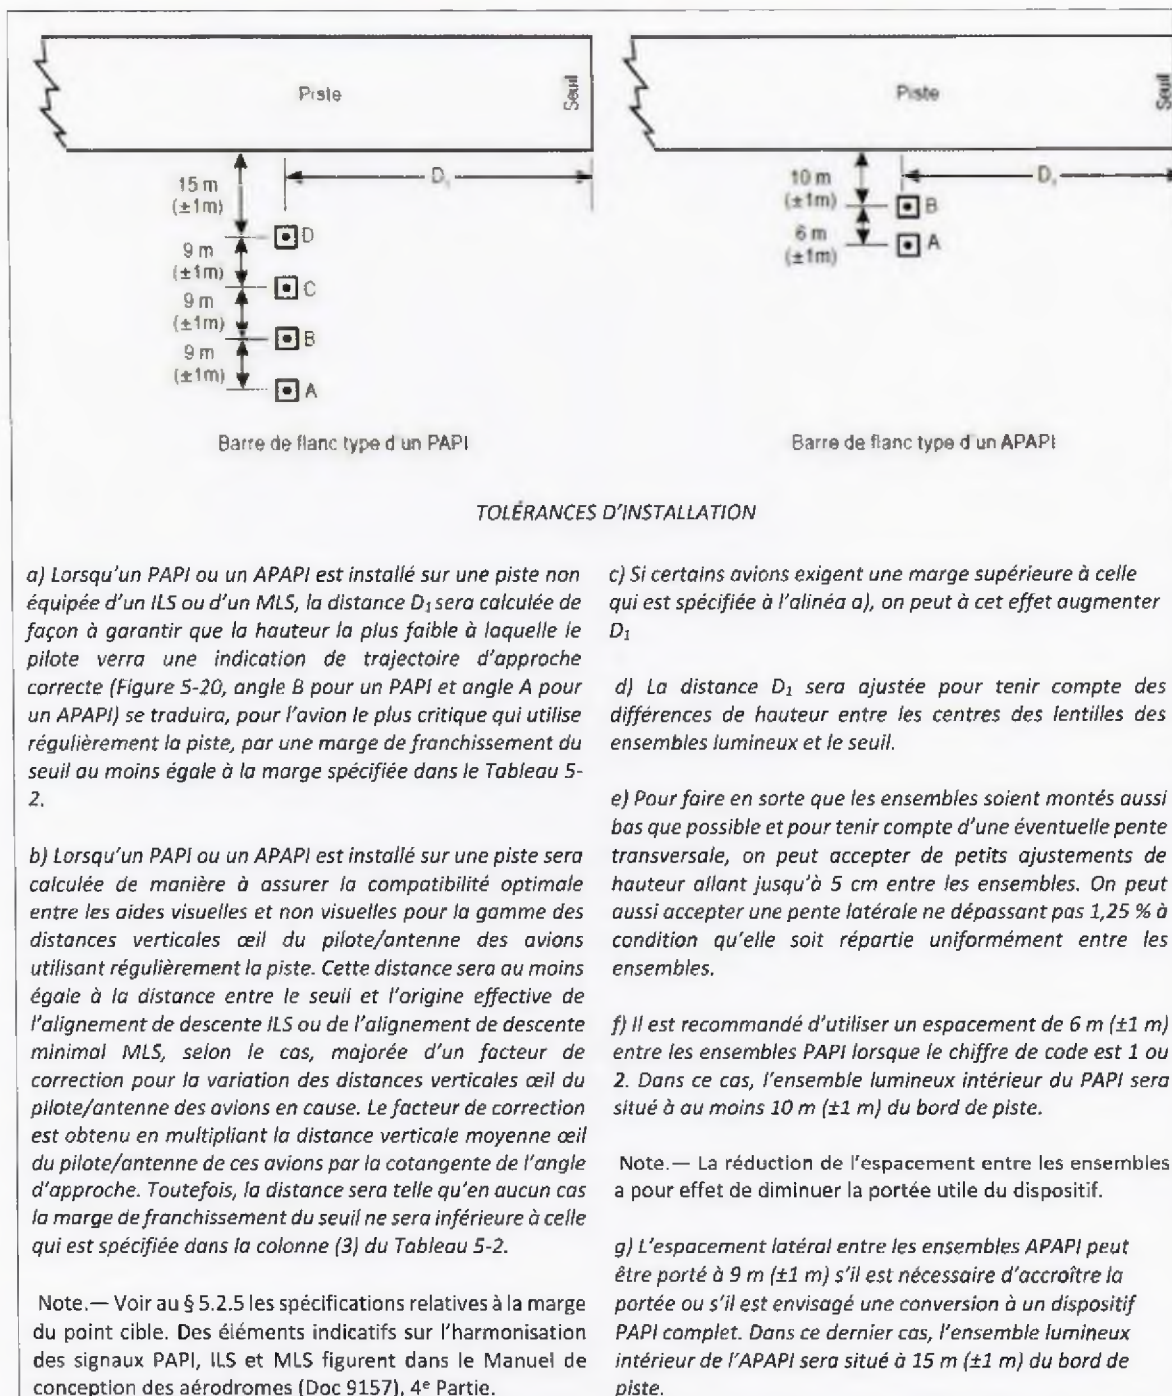 Piste
Seuil
15 m
(±1m)
D₁
D
9 m
(±1m)
C
9 m
(±1m)
B
9 m
(±1m)
A
Barre de flanc type d un PAPI
Piste
Seuil
10 m
(±1m)
D₁
B
6 m
(±1m)
A
Barre de flanc type d un APAPI
TOLÉRANCES D'INSTALLATION
a) Lorsqu'un PAPI ou un APAPI est installé sur une piste non
équipée d'un ILS ou d'un MLS, la distance D₁ sera calculée de
façon à garantir que la hauteur la plus faible à laquelle le
pilote verra une indication de trajectoire d'approche
correcte (Figure 5-20, angle B pour un PAPI et angle A pour
un APAPI) se traduira, pour l'avion le plus critique qui utilise
régulièrement la piste, par une marge de franchissement du
seuil au moins égale à la marge spécifiée dans le Tableau 5-
2.
b) Lorsqu'un PAPI ou un APAPI est installé sur une piste sera
calculée de manière à assurer la compatibilité optimale
entre les aides visuelles et non visuelles pour la gamme des
distances verticales œil du pilote/antenne des avions
utilisant régulièrement la piste. Cette distance sera au moins
égale à la distance entre le seuil et l'origine effective de
l'alignement de descente ILS ou de l'alignement de descente
minimal MLS, selon le cas, majorée d'un facteur de
correction pour la variation des distances verticales œil du
pilote/antenne des avions en cause. Le facteur de correction
est obtenu en multipliant la distance verticale moyenne œil
du pilote/antenne de ces avions par la cotangente de l'angle
d'approche. Toutefois, la distance sera telle qu'en aucun cas
la marge de franchissement du seuil ne sera inférieure à celle
qui est spécifiée dans la colonne (3) du Tableau 5-2.
Note.— Voir au § 5.2.5 les spécifications relatives à la marge
du point cible. Des éléments indicatifs sur l'harmonisation
des signaux PAPI, ILS et MLS figurent dans le Manuel de
conception des aérodromes (Doc 9157), 4ᵉ Partie.
c) Si certains avions exigent une marge supérieure à celle
qui est spécifiée à l'alinéa a), on peut à cet effet augmenter
D₁
d) La distance D₁ sera ajustée pour tenir compte des
différences de hauteur entre les centres des lentilles des
ensembles lumineux et le seuil.
e) Pour faire en sorte que les ensembles soient montés aussi
bas que possible et pour tenir compte d'une éventuelle pente
transversale, on peut accepter de petits ajustements de
hauteur allant jusqu'à 5 cm entre les ensembles. On peut
aussi accepter une pente latérale ne dépassant pas 1,25 % à
condition qu'elle soit répartie uniformément entre les
ensembles.
f) Il est recommandé d'utiliser un espacement de 6 m (±1 m)
entre les ensembles PAPI lorsque le chiffre de code est 1 ou
2. Dans ce cas, l'ensemble lumineux intérieur du PAPI sera
situé à au moins 10 m (±1 m) du bord de piste.
Note.— La réduction de l'espacement entre les ensembles
a pour effet de diminuer la portée utile du dispositif.
g) L'espacement latéral entre les ensembles APAPI peut
être porté à 9 m (±1 m) s'il est nécessaire d'accroître la
portée ou s'il est envisagé une conversion à un dispositif
PAPI complet. Dans ce dernier cas, l'ensemble lumineux
intérieur de l'APAPI sera situé à 15 m (±1 m) du bord de
piste.